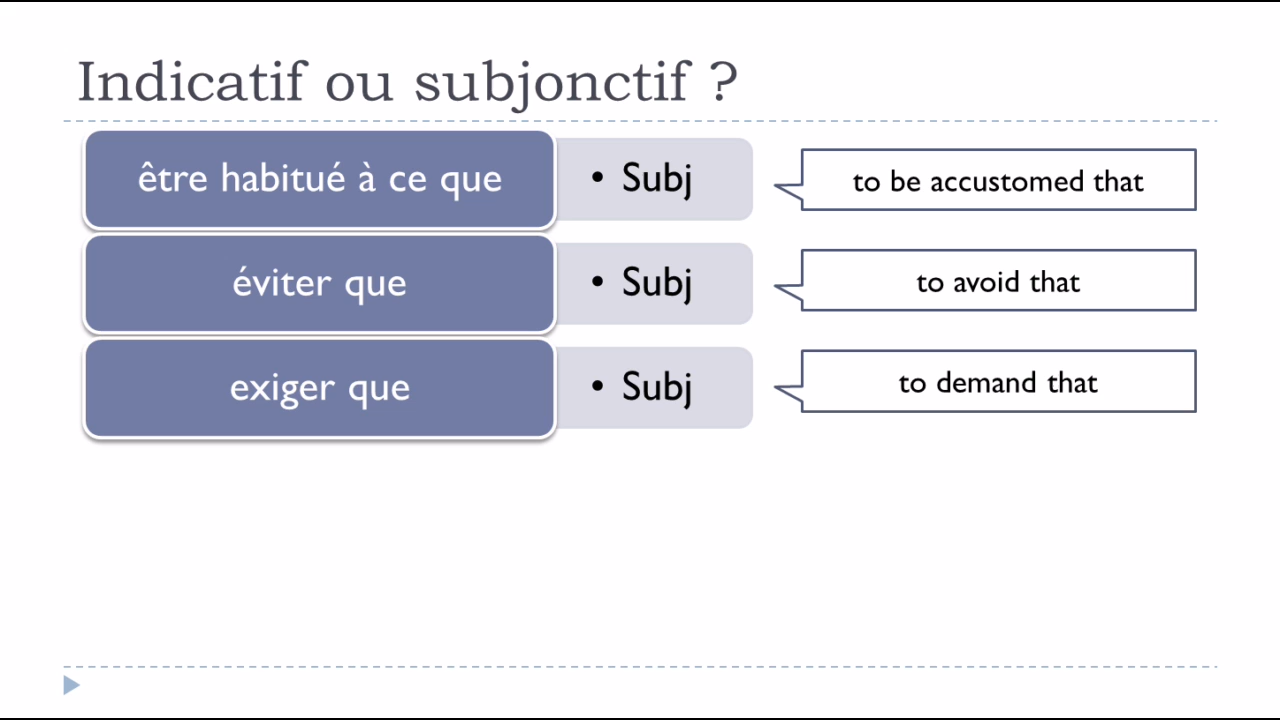 Indicatif ou subjonctif ?
être habitué à ce que
• Subj
to be accustomed that
éviter que
• Subj
to avoid that
exiger que
• Subj
to demand that